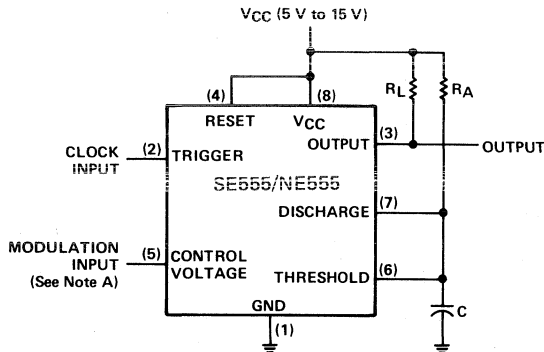 VCC (5 V to 15 V)
(4)
(8)
RL
RA
RESET
VCC
(3)
OUTPUT
OUTPUT
CLOCK
INPUT
(2)
TRIGGER
SE555/NE555
(7)
DISCHARGE
MODULATION
INPUT
(See Note A)
(5)
CONTROL
VOLTAGE
(6)
THRESHOLD
C
GND
(1)